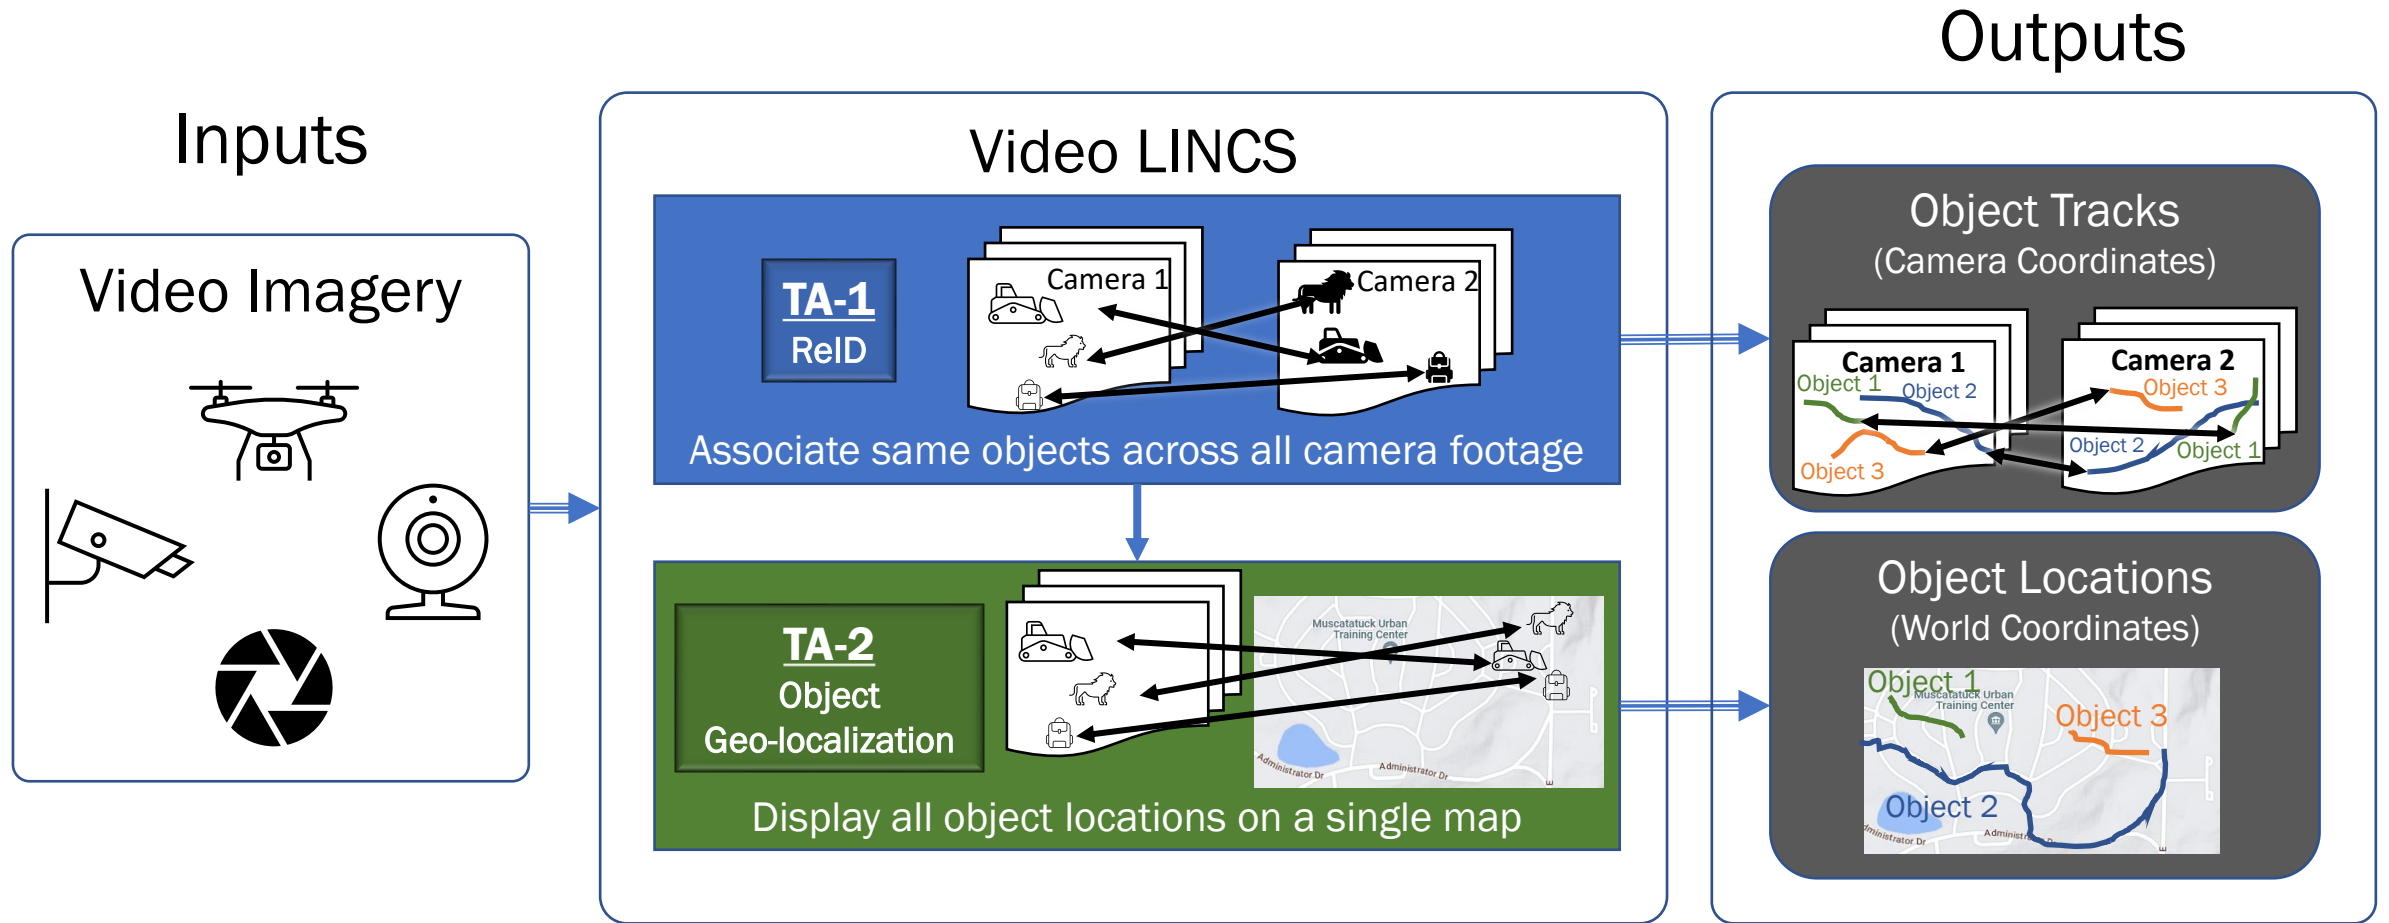 Inputs
Video Imagery
Video LINCS
TA-1
ReID
Camera 1
Camera 2
Associate same objects across all camera footage
TA-2
Object
Geo-localization
Muscatatuck Urban
Training Center
Administrator Dr
Administrator Dr
E
Display all object locations on a single map
Outputs
Object Tracks
(Camera Coordinates)
Camera 1
Object 1
Object 2
Object 3
Camera 2
Object 3
Object 2
Object 1
Object Locations
(World Coordinates)
Object 1
Muscatatuck Urban
Training Center
Object 3
Object 2